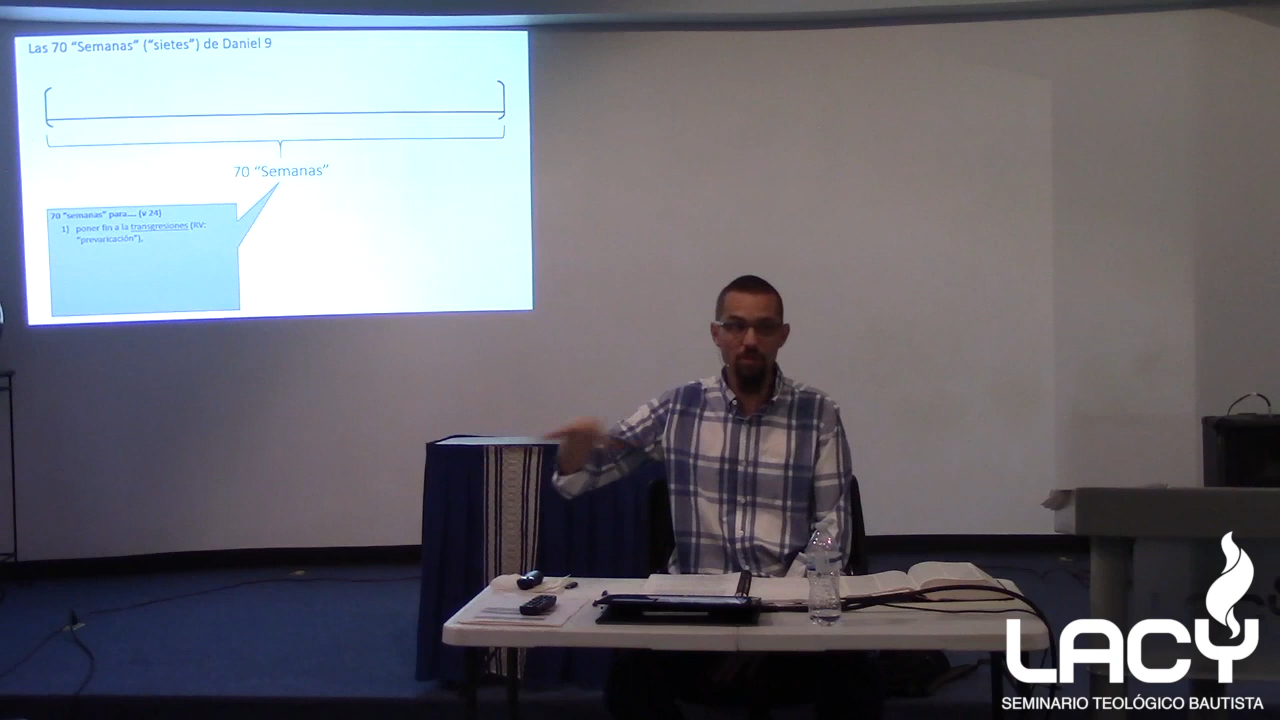 Las 70 “Semanas” (“sietes”) de Daniel 9
70 “Semanas”
70 “semanas” para.... (v 24)
1) poner fin a la transgresiones (RV:
“prevaricación”),
LACY
SEMINARIO TEOLÓGICO BAUTISTA